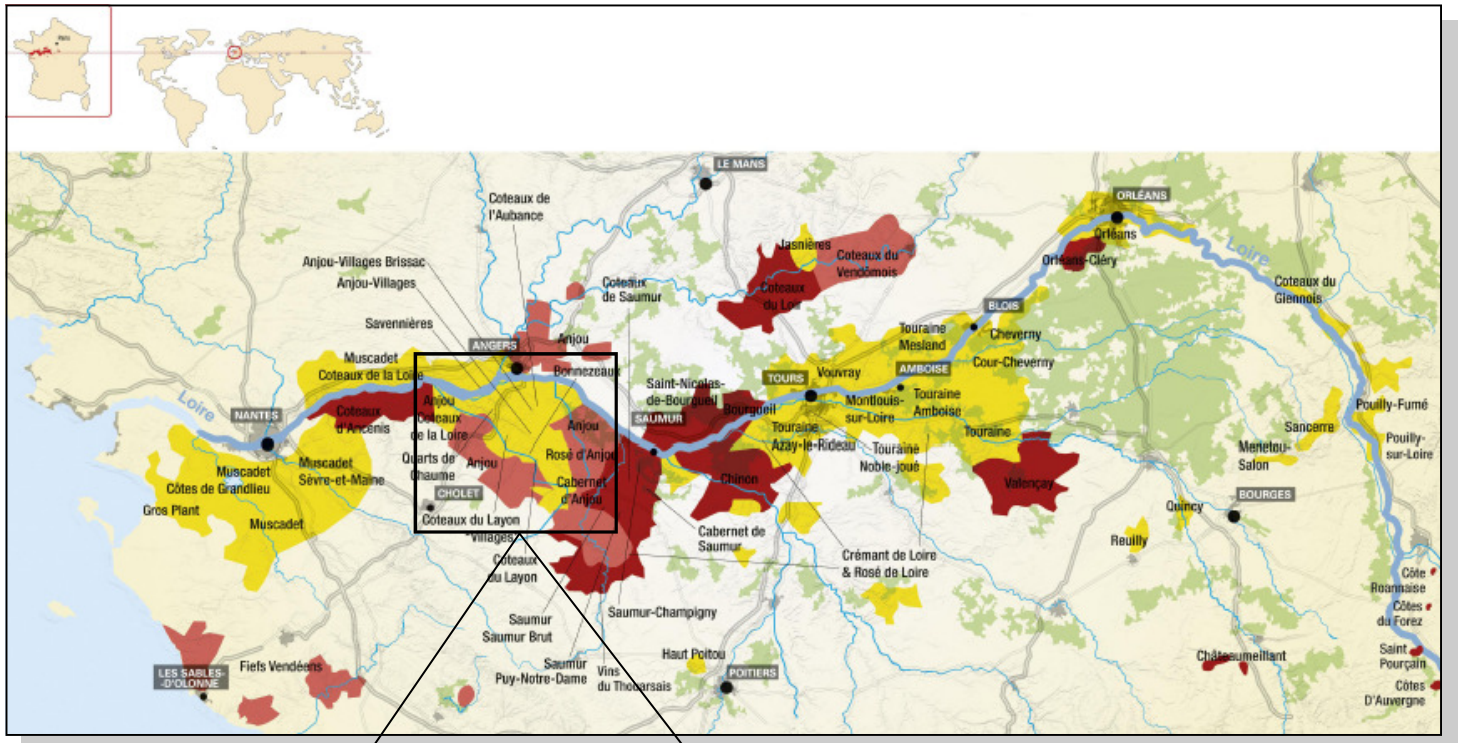 Paris
LE MANS
ORLÉANS
Orléans
Orléans-Cléry
Loire
Coteaux du
Giennois
Jasnières
Coteaux du
Vendômois
Coteaux
du Loir
Coteaux de
l'Aubance
Anjou-Villages Brissac
Anjou-Villages
Savennières
Coteaux
de Saumur
BLOIS
Touraine
Mesland
Cheverny
Cour-Cheverny
ANGERS
Anjou
Bonnezeaux
Muscadet
Coteaux de la Loire
Saint-Nicolas-
de-Bourgueil
Bourgueil
TOURS
Vouvray
AMBOISE
Montlouis-
sur-Loire
Touraine
Amboise
Touraine
Loire
NANTES
Coteaux
d'Ancenis
Anjou
Coteaux
de la Loire
SAUMUR
Anjou
Rosé d'Anjou
Cabernet
d'Anjou
Touraine
Azay-le-Rideau
Touraine
Noble-joué
Chinon
Valençay
Pouilly-Fumé
Sancerre
Menetou-
Salon
Pouilly-
sur-Loire
BOURGES
Quincy
Reuilly
Muscadet
Côtes de Grandlieu
Muscadet
Sèvre-et-Maine
Gros Plant
Muscadet
Quarts de
Chaume
Anjou
CHOLET
Coteaux du Layon
-Villages
Coteaux
du Layon
Cabernet de
Saumur
Crémant de Loire
& Rosé de Loire
Saumur-Champigny
Saumur
Saumur Brut
Saumur
Puy-Notre-Dame
Vins
du Thouarsais
Haut Poitou
POITIERS
LES SABLES-
-D'OLONNE
Fiefs Vendéens
Châteaumeillant
Côte
Roannaise
Côtes
du Forez
Saint
Pourçain
Côtes
D'Auvergne